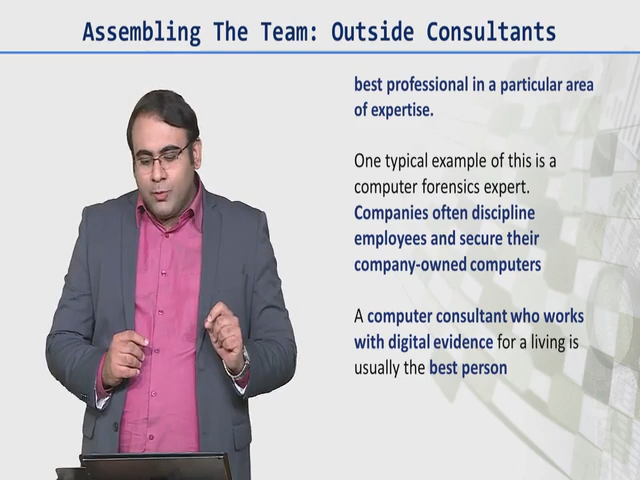 Assembling The Team: Outside Consultants
best professional in a particular area
of expertise.
One typical example of this is a
computer forensics expert.
Companies often discipline
employees and secure their
company-owned computers
A computer consultant who works
with digital evidence for a living is
usually the best person